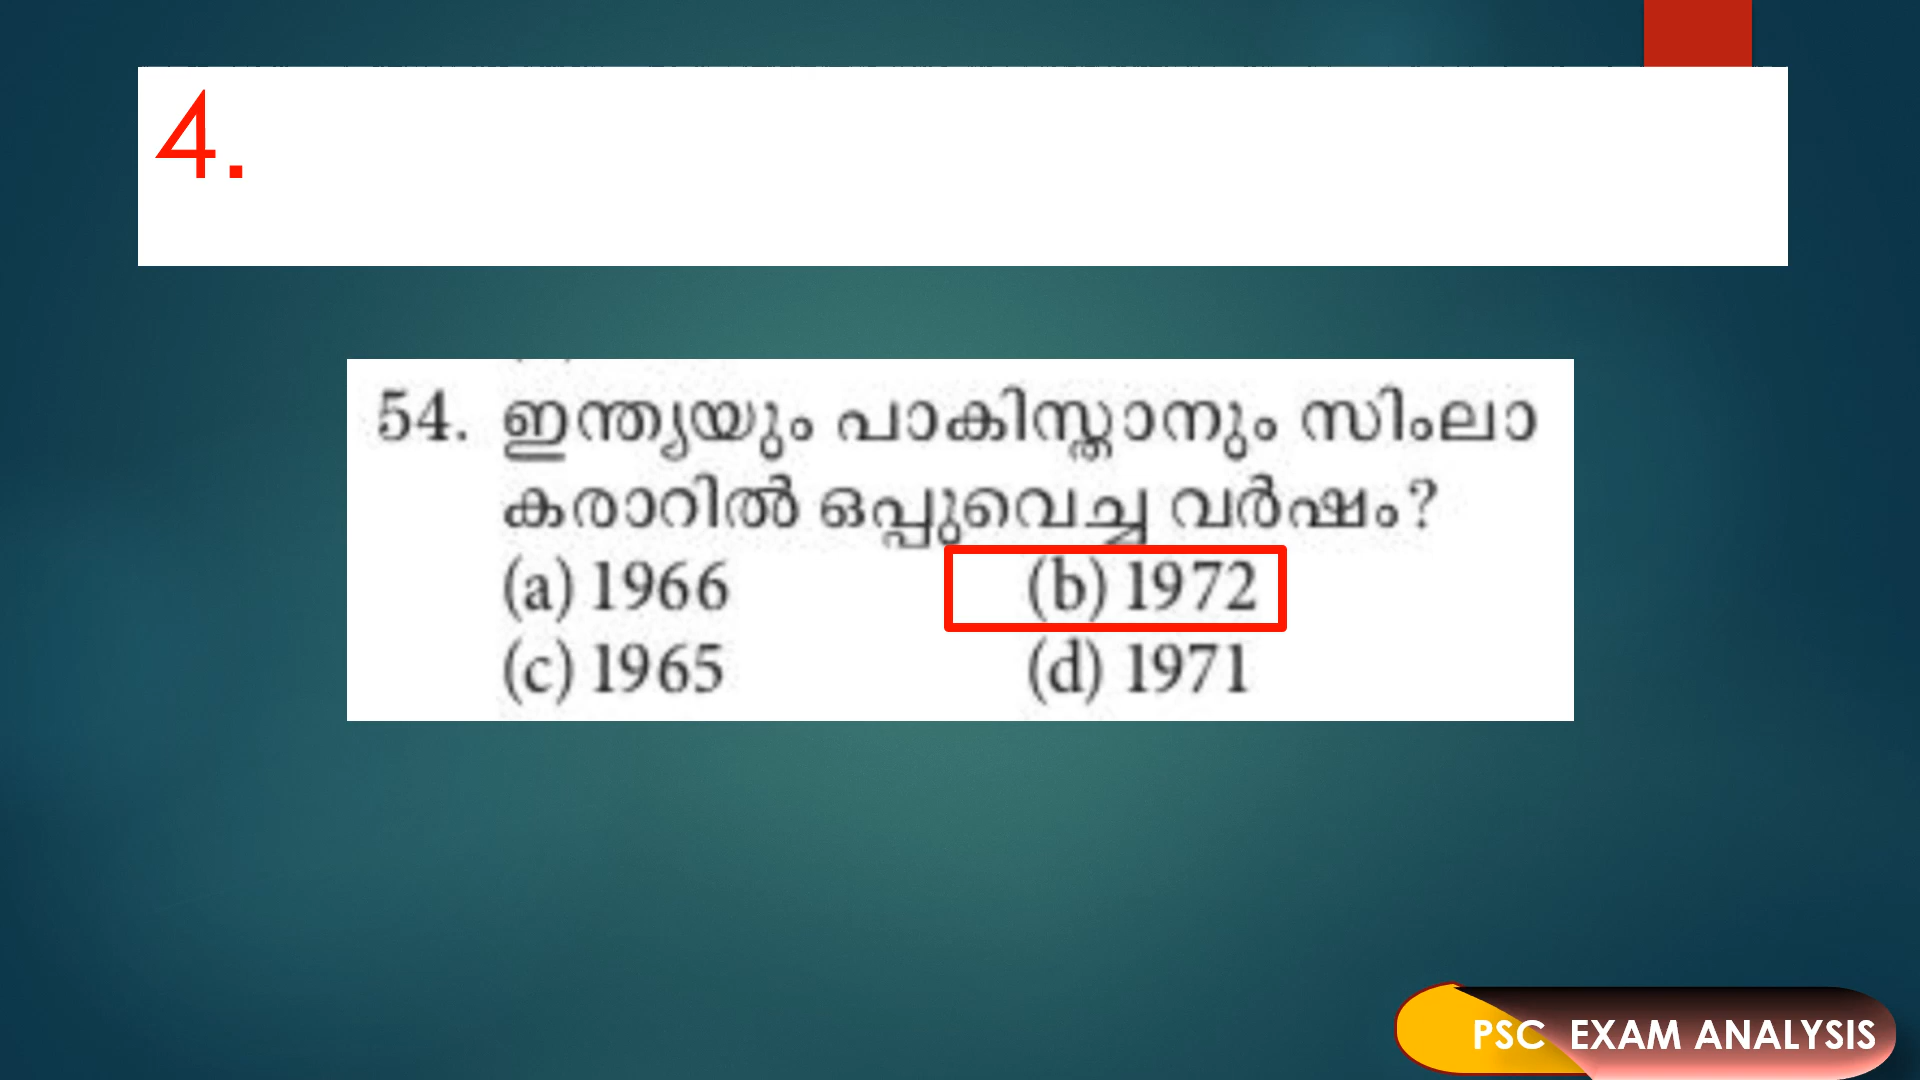 4.
54. ഇന്ത്യയും പാകിസ്താനും സിംലാ
കരാറിൽ ഒപ്പുവെച്ച വർഷം?
(a) 1966 (b) 1972
(c) 1965 (d) 1971
PSC EXAM ANALYSIS